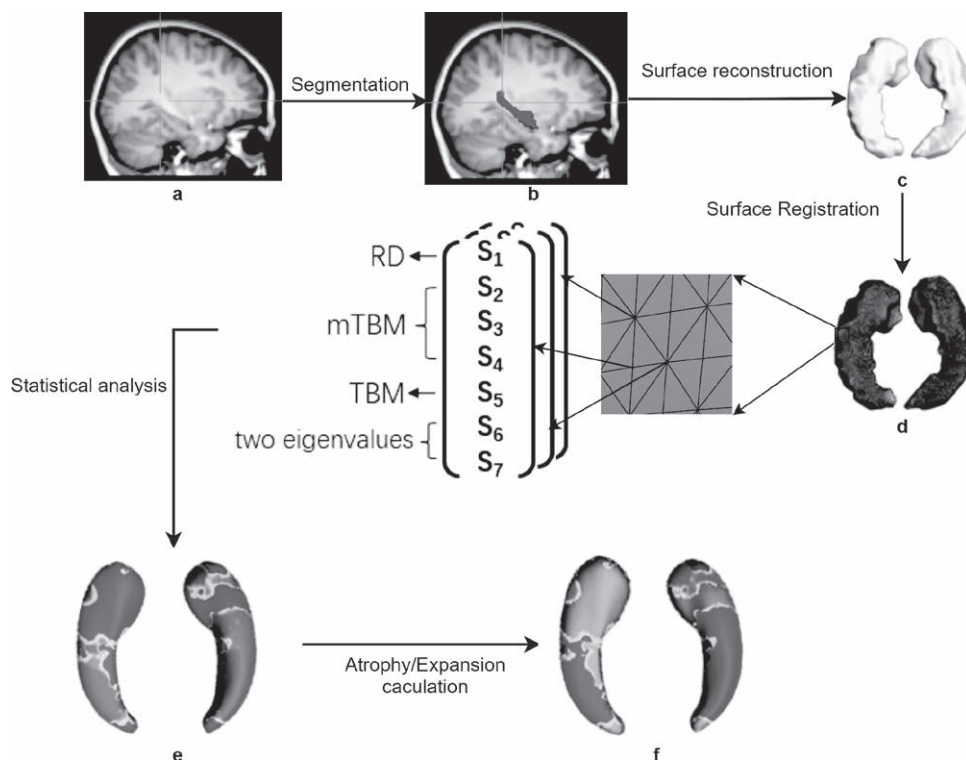 Segmentation
Surface reconstruction
a
b
c
Surface Registration
RD
S1
S2
mTBM
S3
S4
Statistical analysis
TBM
S5
two eigenvalues
S6
S7
d
Atrophy/Expansion
caculation
e
f